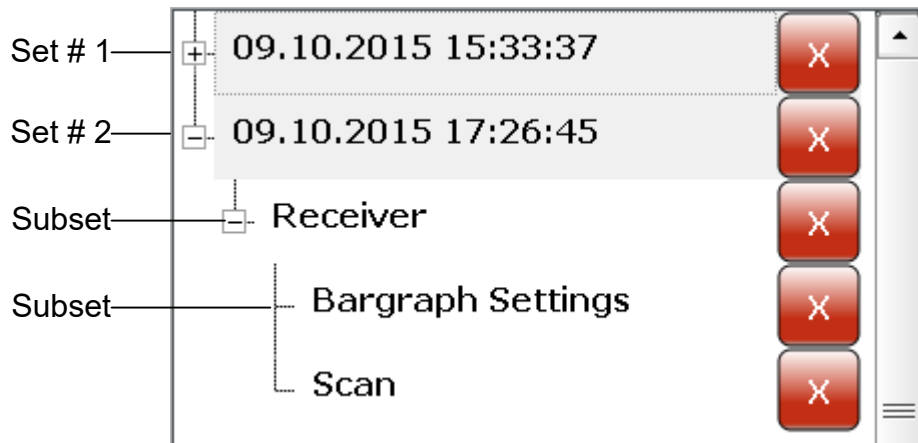 Set # 1 09.10.2015 15:33:37 X
Set # 2 09.10.2015 17:26:45 X
Subset Receiver X
Subset Bargraph Settings X
Scan X